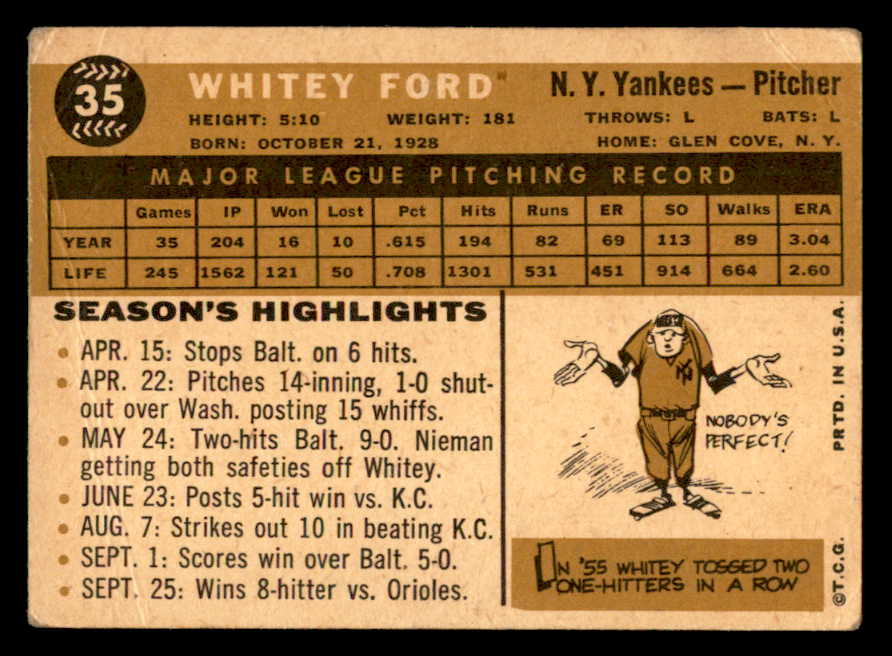 35
WHITEY FORD
N. Y. Yankees — Pitcher
HEIGHT: 5:10 WEIGHT: 181 THROWS: L BATS: L
BORN: OCTOBER 21, 1928 HOME: GLEN COVE, N. Y.
MAJOR LEAGUE PITCHING RECORD
Games IP Won Lost Pct Hits Runs ER SO Walks ERA
YEAR 35 204 16 10 .615 194 82 69 113 89 3.04
LIFE 245 1562 121 50 .708 1301 531 451 914 664 2.60
SEASON'S HIGHLIGHTS
• APR. 15: Stops Balt. on 6 hits.
• APR. 22: Pitches 14-inning, 1-0 shut-
out over Wash. posting 15 whiffs.
• MAY 24: Two-hits Balt. 9-0. Nieman
getting both safeties off Whitey.
• JUNE 23: Posts 5-hit win vs. K.C.
• AUG. 7: Strikes out 10 in beating K.C.
• SEPT. 1: Scores win over Balt. 5-0.
• SEPT. 25: Wins 8-hitter vs. Orioles.
NY
NOBODY'S
PERFECT!
IN '55 WHITEY TOSSED TWO
ONE-HITTERS IN A ROW
©T.C.G. PRTD. IN U.S.A.